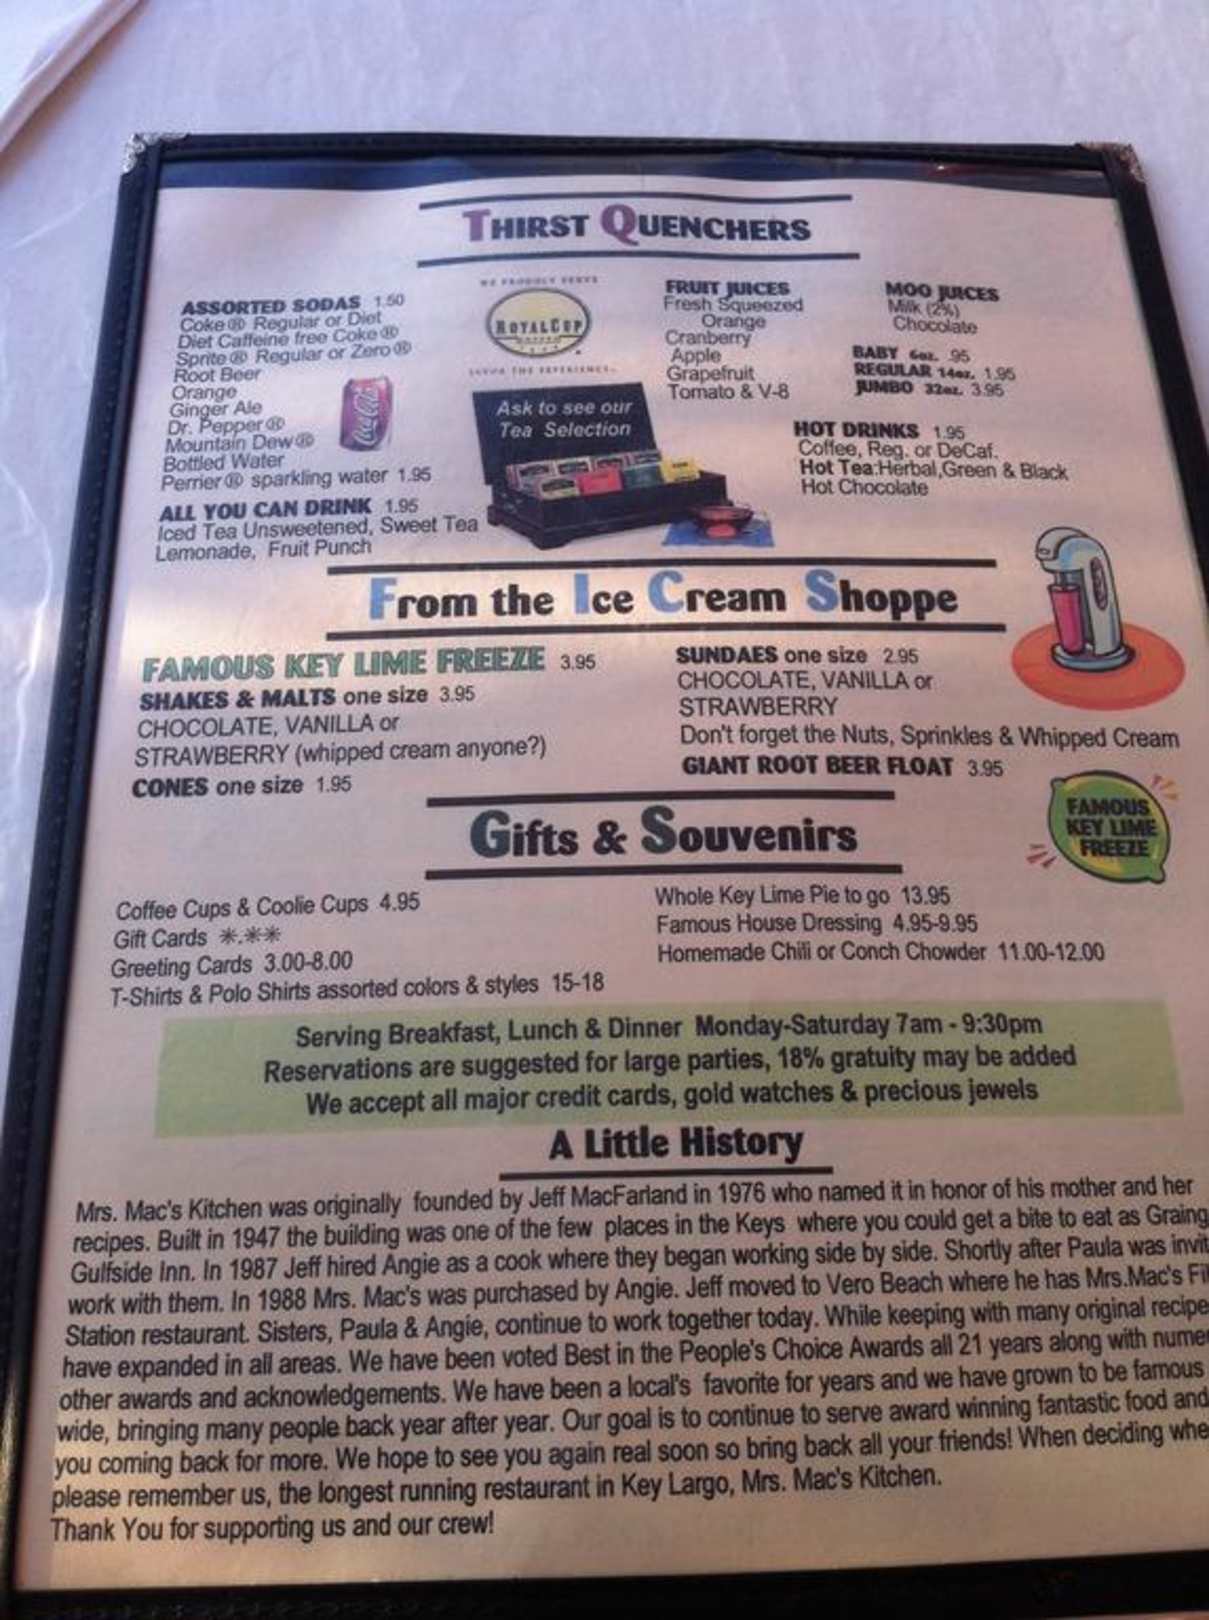 THIRST QUENCHERS
ASSORTED SODAS 1.50
Coke® Regular or Diet
Diet Caffeine free Coke®
Sprite® Regular or Zero®
Root Beer
Orange
Ginger Ale
Dr. Pepper®
Mountain Dew®
Bottled Water
Perrier® sparkling water 1.95
ALL YOU CAN DRINK 1.95
Iced Tea Unsweetened, Sweet Tea
Lemonade, Fruit Punch
Coca-Cola
WE PROUDLY SERVE
ROYAL CUP
SAVOR THE EXPERIENCE
Ask to see our
Tea Selection
FRUIT JUICES
Fresh Squeezed
Orange
Cranberry
Apple
Grapefruit
Tomato & V-8
MOO JUICES
Milk (2%)
Chocolate
BABY 6oz. .95
REGULAR 14oz. 1.95
JUMBO 32oz. 3.95
HOT DRINKS 1.95
Coffee, Reg. or DeCaf.
Hot Tea:Herbal,Green & Black
Hot Chocolate
From the Ice Cream Shoppe
FAMOUS KEY LIME FREEZE 3.95
SHAKES & MALTS one size 3.95
CHOCOLATE, VANILLA or
STRAWBERRY (whipped cream anyone?)
CONES one size 1.95
SUNDAES one size 2.95
CHOCOLATE, VANILLA or
STRAWBERRY
Don't forget the Nuts, Sprinkles & Whipped Cream
GIANT ROOT BEER FLOAT 3.95
FAMOUS
KEY LIME
FREEZE
Gifts & Souvenirs
Coffee Cups & Coolie Cups 4.95
Gift Cards *.**
Greeting Cards 3.00-8.00
T-Shirts & Polo Shirts assorted colors & styles 15-18
Whole Key Lime Pie to go 13.95
Famous House Dressing 4.95-9.95
Homemade Chili or Conch Chowder 11.00-12.00
Serving Breakfast, Lunch & Dinner Monday-Saturday 7am - 9:30pm
Reservations are suggested for large parties, 18% gratuity may be added
We accept all major credit cards, gold watches & precious jewels
A Little History
Mrs. Mac's Kitchen was originally founded by Jeff MacFarland in 1976 who named it in honor of his mother and her
recipes. Built in 1947 the building was one of the few places in the Keys where you could get a bite to eat as Graing
Gulfside Inn. In 1987 Jeff hired Angie as a cook where they began working side by side. Shortly after Paula was invit
work with them. In 1988 Mrs. Mac's was purchased by Angie. Jeff moved to Vero Beach where he has Mrs.Mac's Fil
Station restaurant. Sisters, Paula & Angie, continue to work together today. While keeping with many original recipe
have expanded in all areas. We have been voted Best in the People's Choice Awards all 21 years along with numer
other awards and acknowledgements. We have been a local's favorite for years and we have grown to be famous
wide, bringing many people back year after year. Our goal is to continue to serve award winning fantastic food and
you coming back for more. We hope to see you again real soon so bring back all your friends! When deciding whe
please remember us, the longest running restaurant in Key Largo, Mrs. Mac's Kitchen.
Thank You for supporting us and our crew!